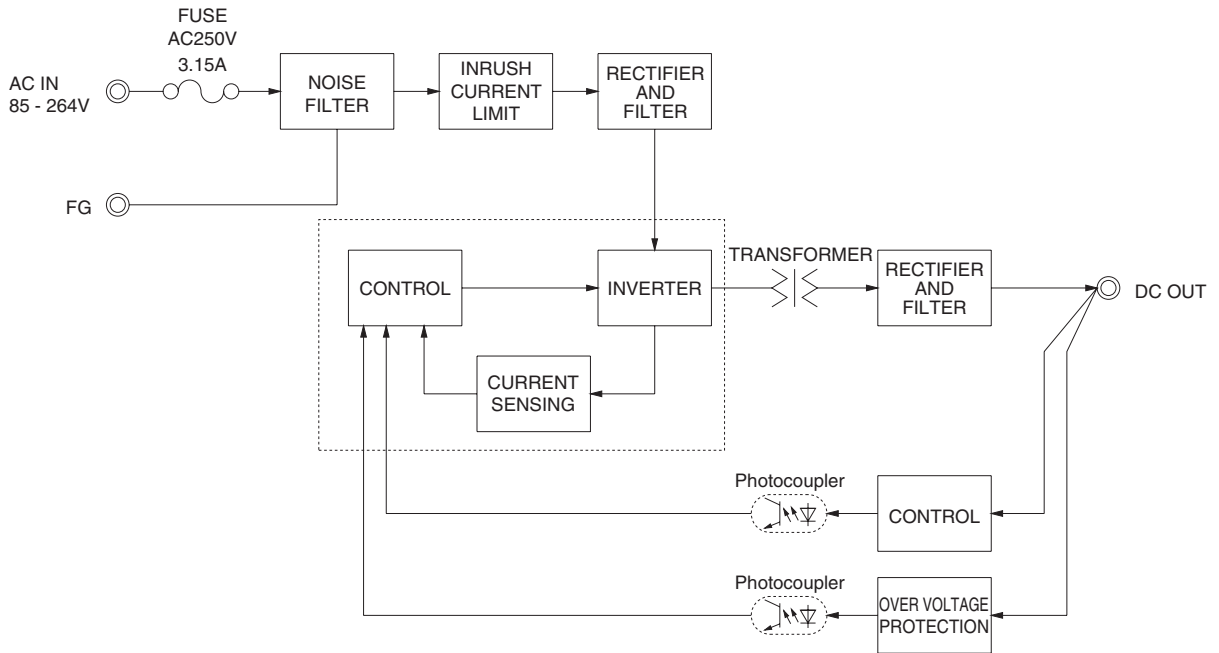 FUSE
AC250V
3.15A
AC IN
85 - 264V
NOISE
FILTER
INRUSH
CURRENT
LIMIT
RECTIFIER
AND
FILTER
FG
CONTROL
INVERTER
TRANSFORMER
RECTIFIER
AND
FILTER
DC OUT
CURRENT
SENSING
Photocoupler
CONTROL
Photocoupler
OVER VOLTAGE
PROTECTION